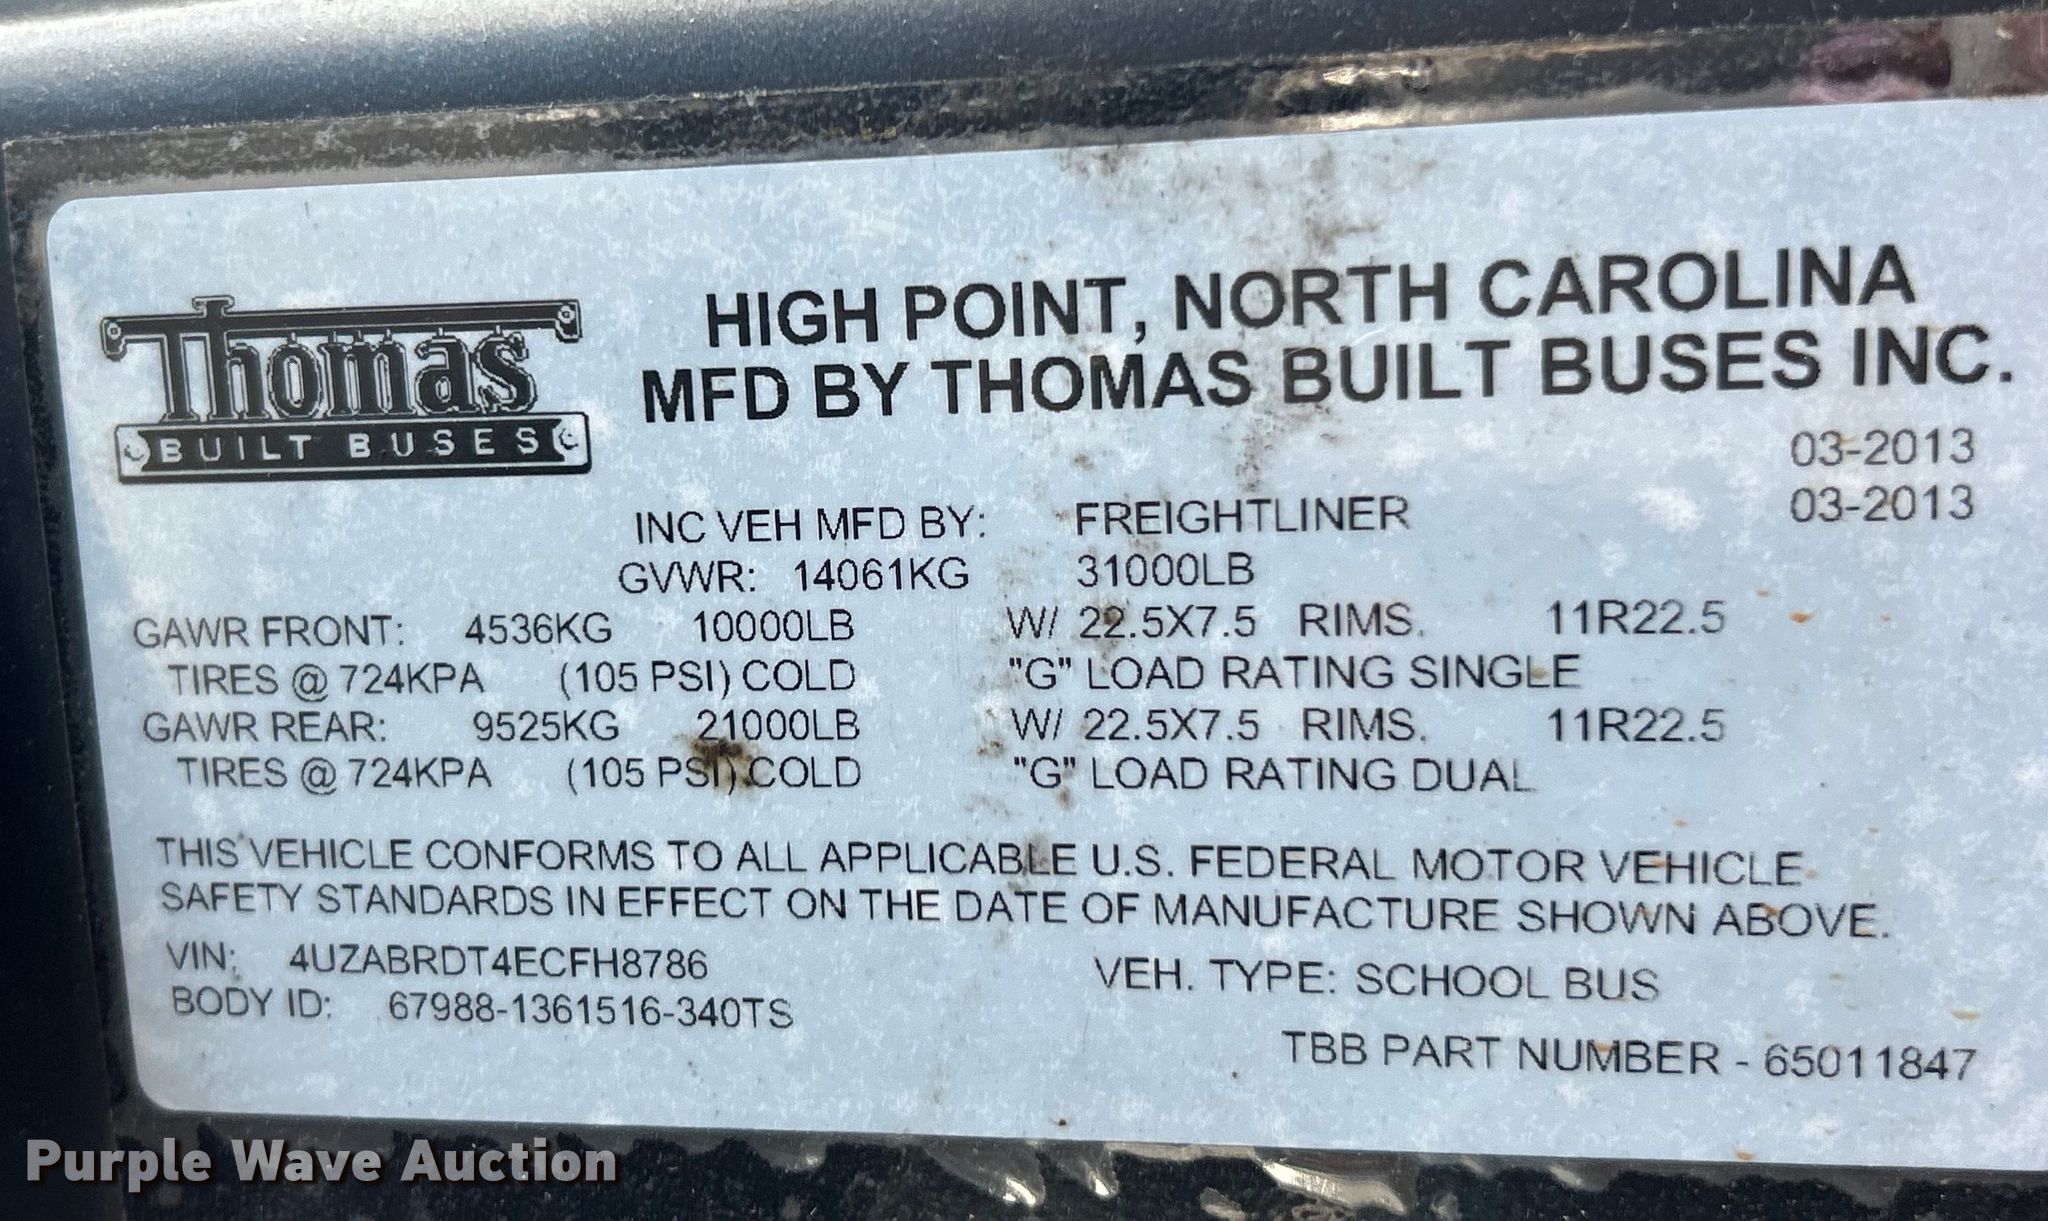 Thomas
BUILT BUSES
HIGH POINT, NORTH CAROLINA
MFD BY THOMAS BUILT BUSES INC.
03-2013
INC VEH MFD BY: FREIGHTLINER 03-2013
GVWR: 14061KG 31000LB
GAWR FRONT: 4536KG 10000LB W/ 22.5X7.5 RIMS. 11R22.5
TIRES @ 724KPA (105 PSI) COLD "G" LOAD RATING SINGLE
GAWR REAR: 9525KG 21000LB W/ 22.5X7.5 RIMS. 11R22.5
TIRES @ 724KPA (105 PSI) COLD "G" LOAD RATING DUAL
THIS VEHICLE CONFORMS TO ALL APPLICABLE U.S. FEDERAL MOTOR VEHICLE
SAFETY STANDARDS IN EFFECT ON THE DATE OF MANUFACTURE SHOWN ABOVE.
VIN: 4UZABRDT4ECFH8786 VEH. TYPE: SCHOOL BUS
BODY ID: 67988-1361516-340TS
TBB PART NUMBER - 65011847
Purple Wave Auction